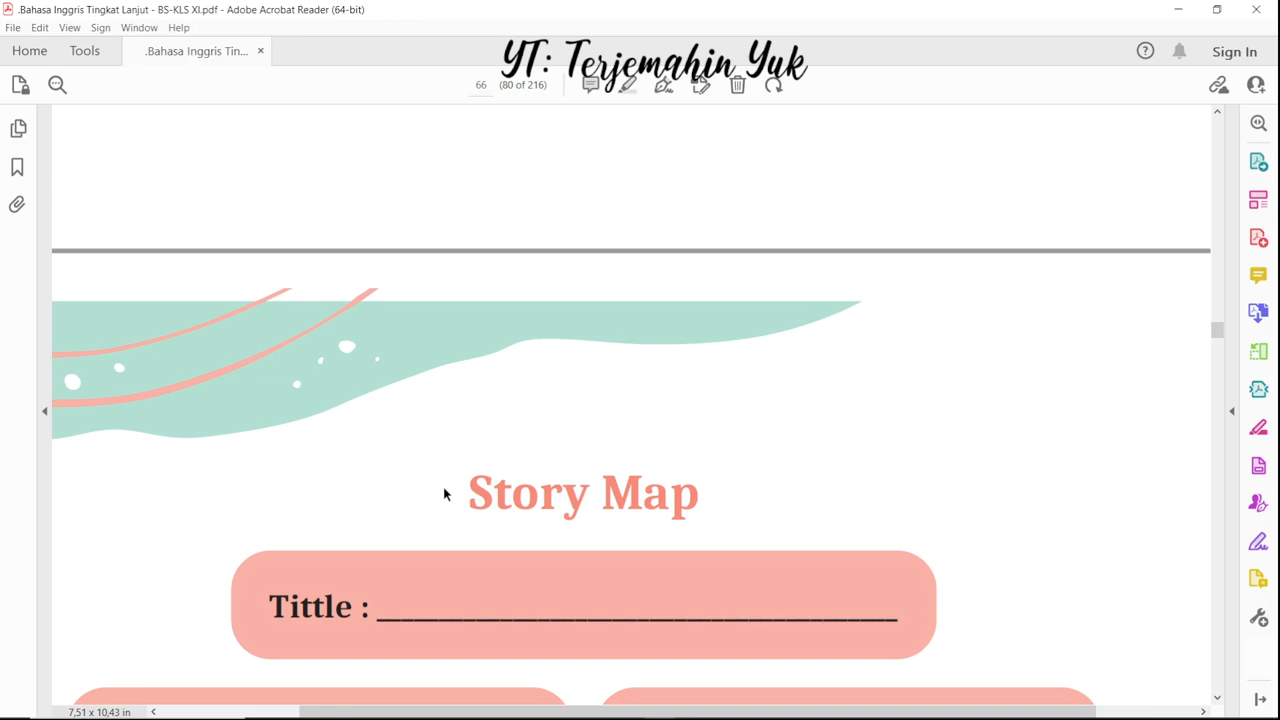 .Bahasa Inggris Tingkat Lanjut - BS-KLS XI.pdf - Adobe Acrobat Reader (64-bit)
File Edit View Sign Window Help
Home Tools .Bahasa Inggris Tin... × Sign In
YT: Terjemahin Yuk
66 (80 of 216)
Story Map
Tittle : ________________________________________
7,51 x 10,43 in